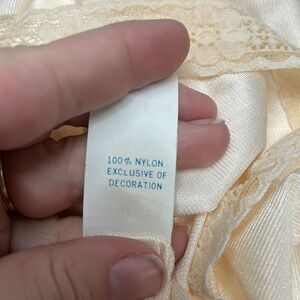 100% NYLON
EXCLUSIVE OF
DECORATION